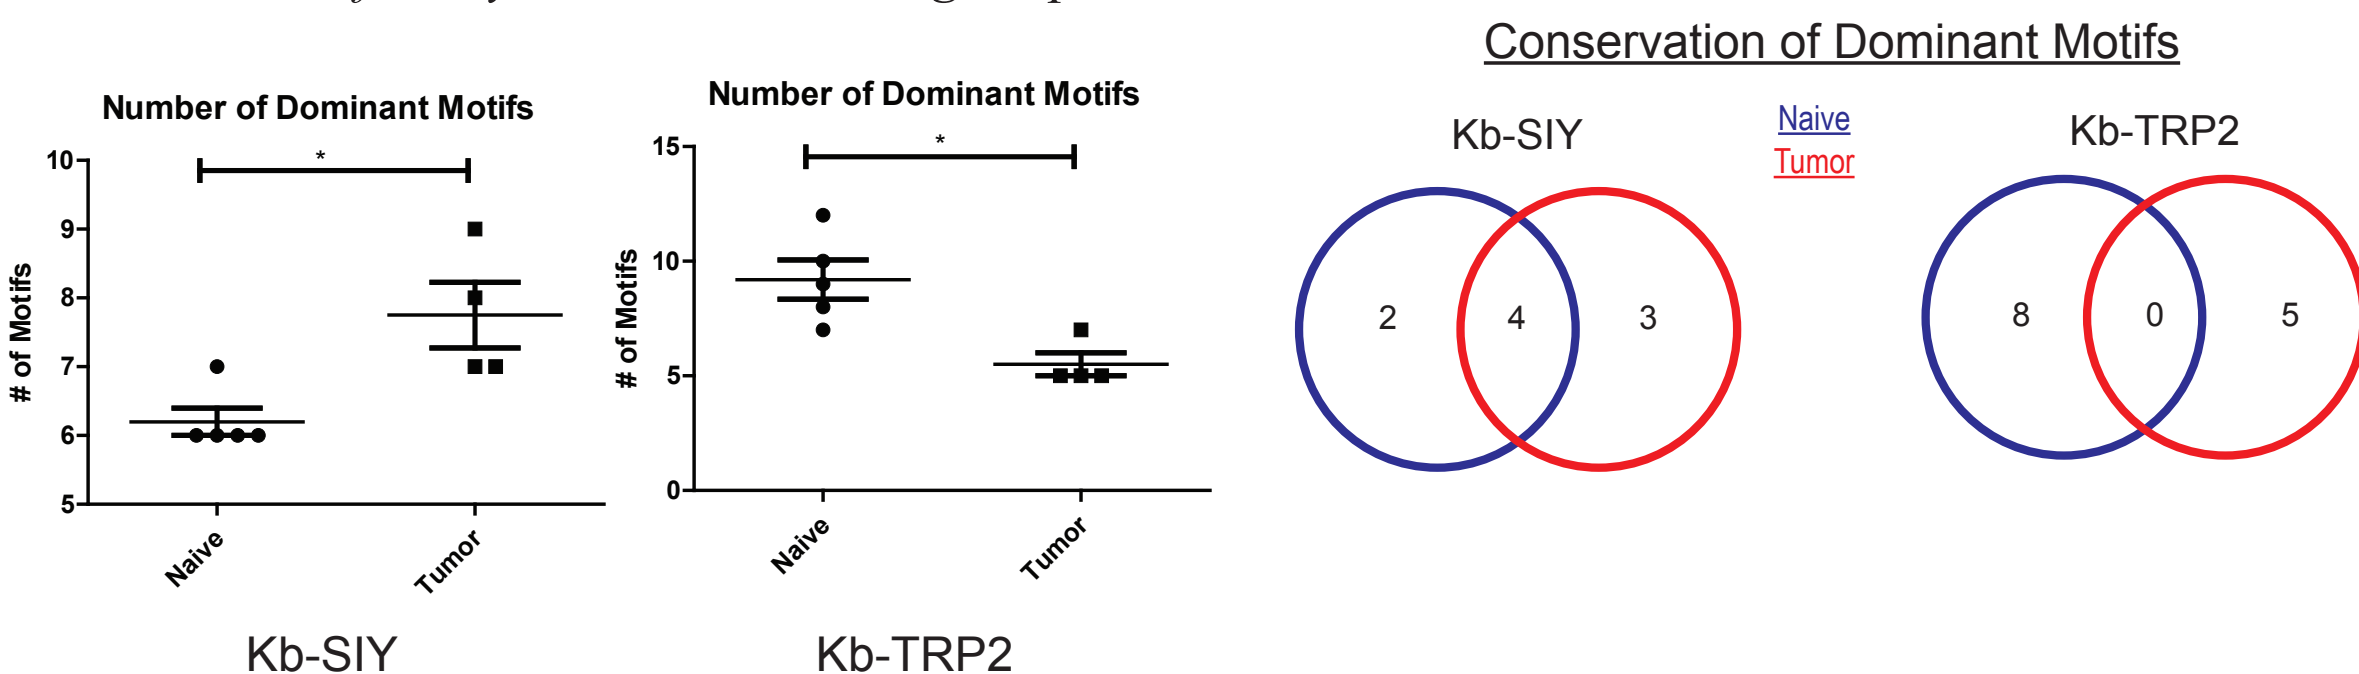 Conservation of Dominant Motifs
Number of Dominant Motifs
10
9
8
7
6
5
# of Motifs
*
Naive
Tumor
Kb-SIY
Number of Dominant Motifs
15
10
5
0
# of Motifs
*
Naive
Tumor
Kb-TRP2
Kb-SIY
2
4
3
Naive
Tumor
Kb-TRP2
8
0
5